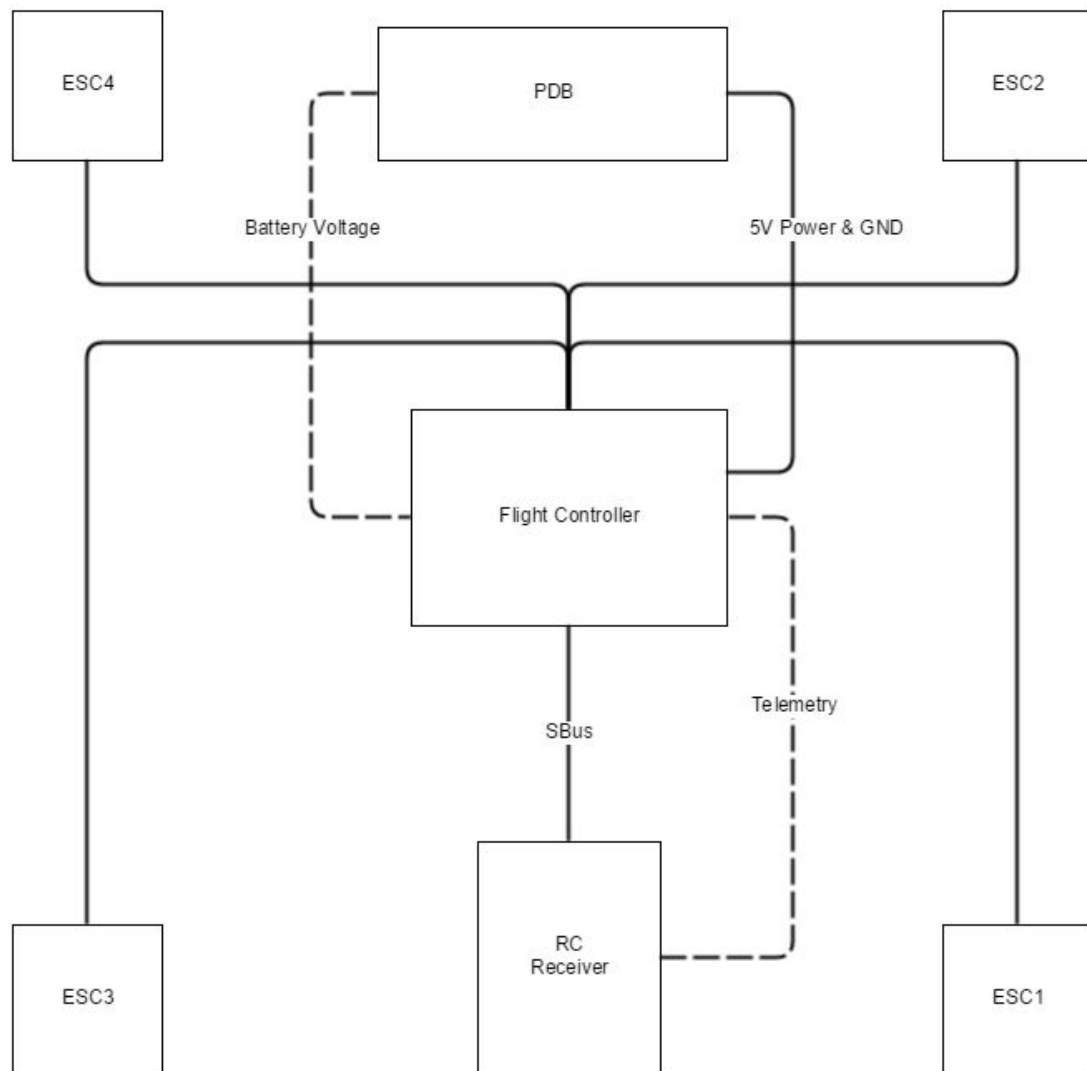 ESC4
PDB
ESC2
Battery Voltage
5V Power & GND
Flight Controller
Telemetry
SBus
RC
Receiver
ESC3
ESC1